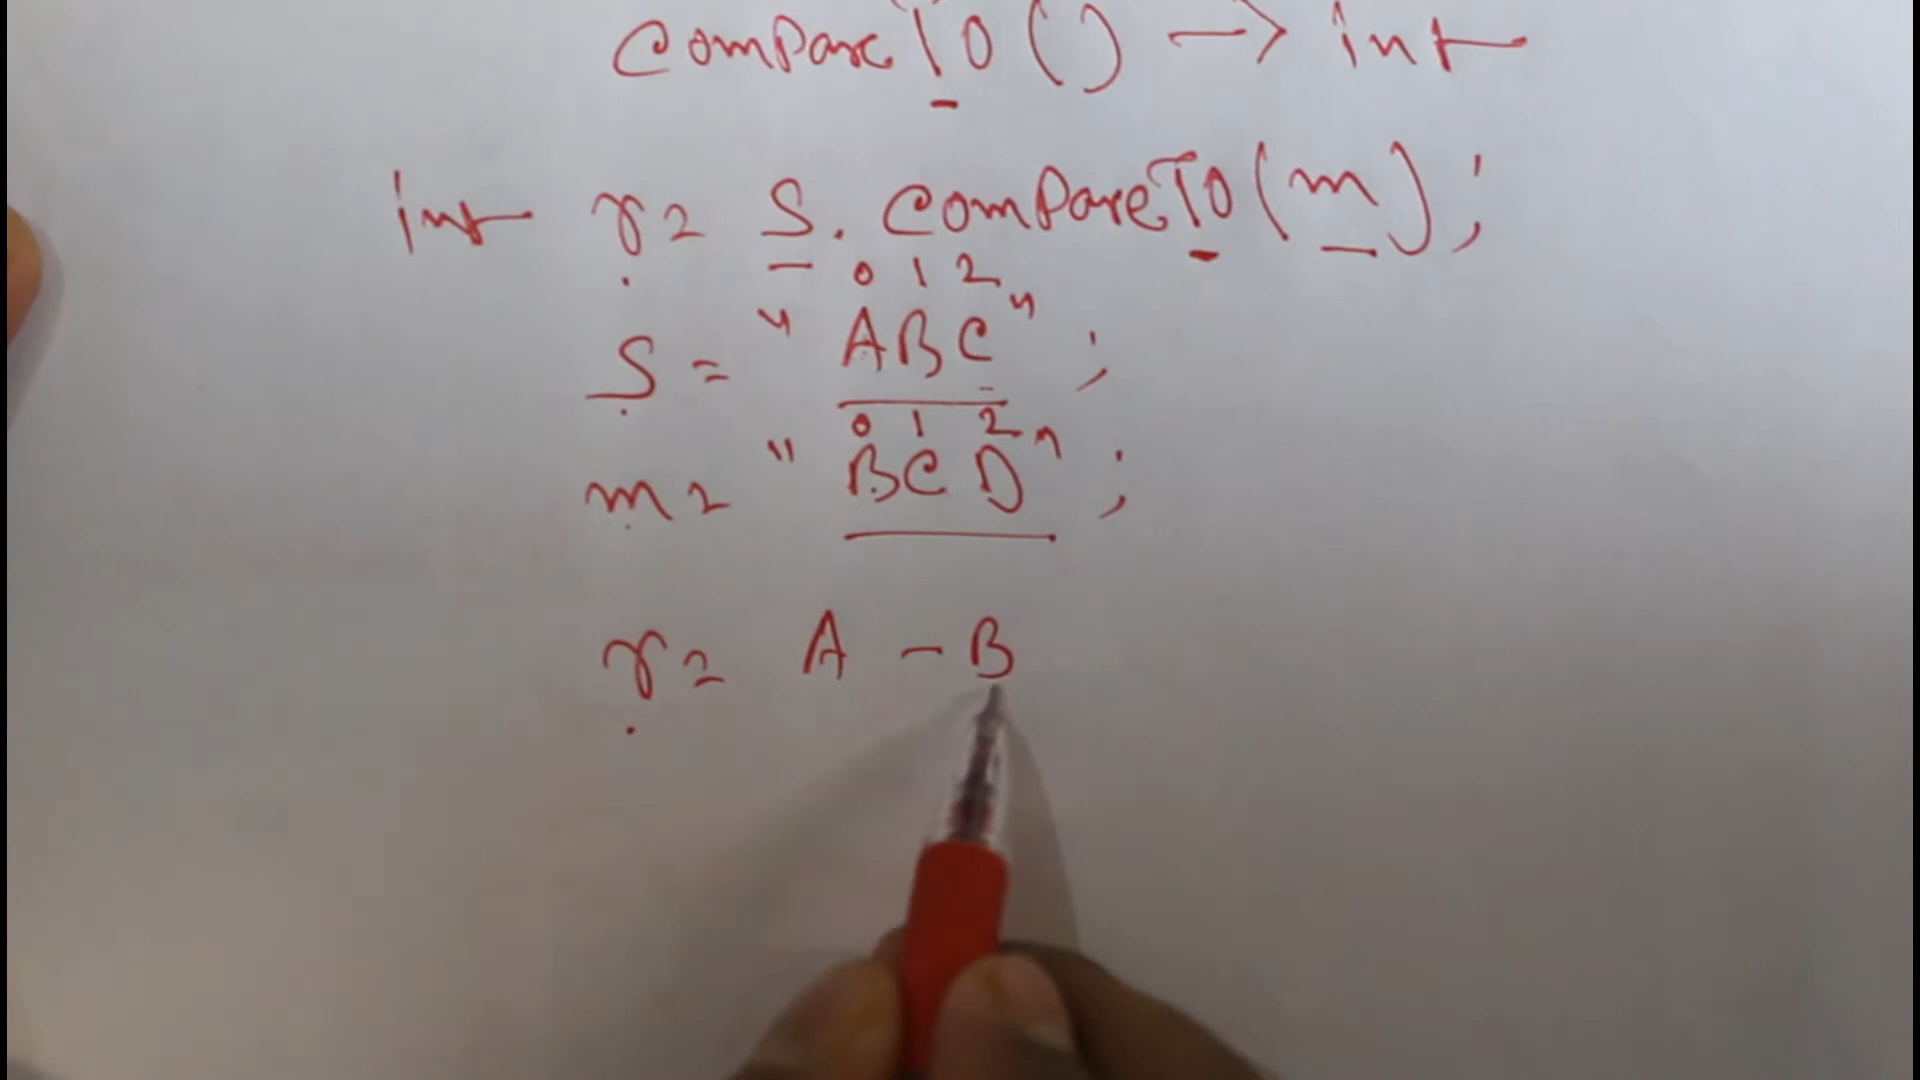 ComPareTO() → int
int r= S.ComPareTO(m);
0 1 2
S = "ABC";
0 1 2
m= "BCD";
r= A - B